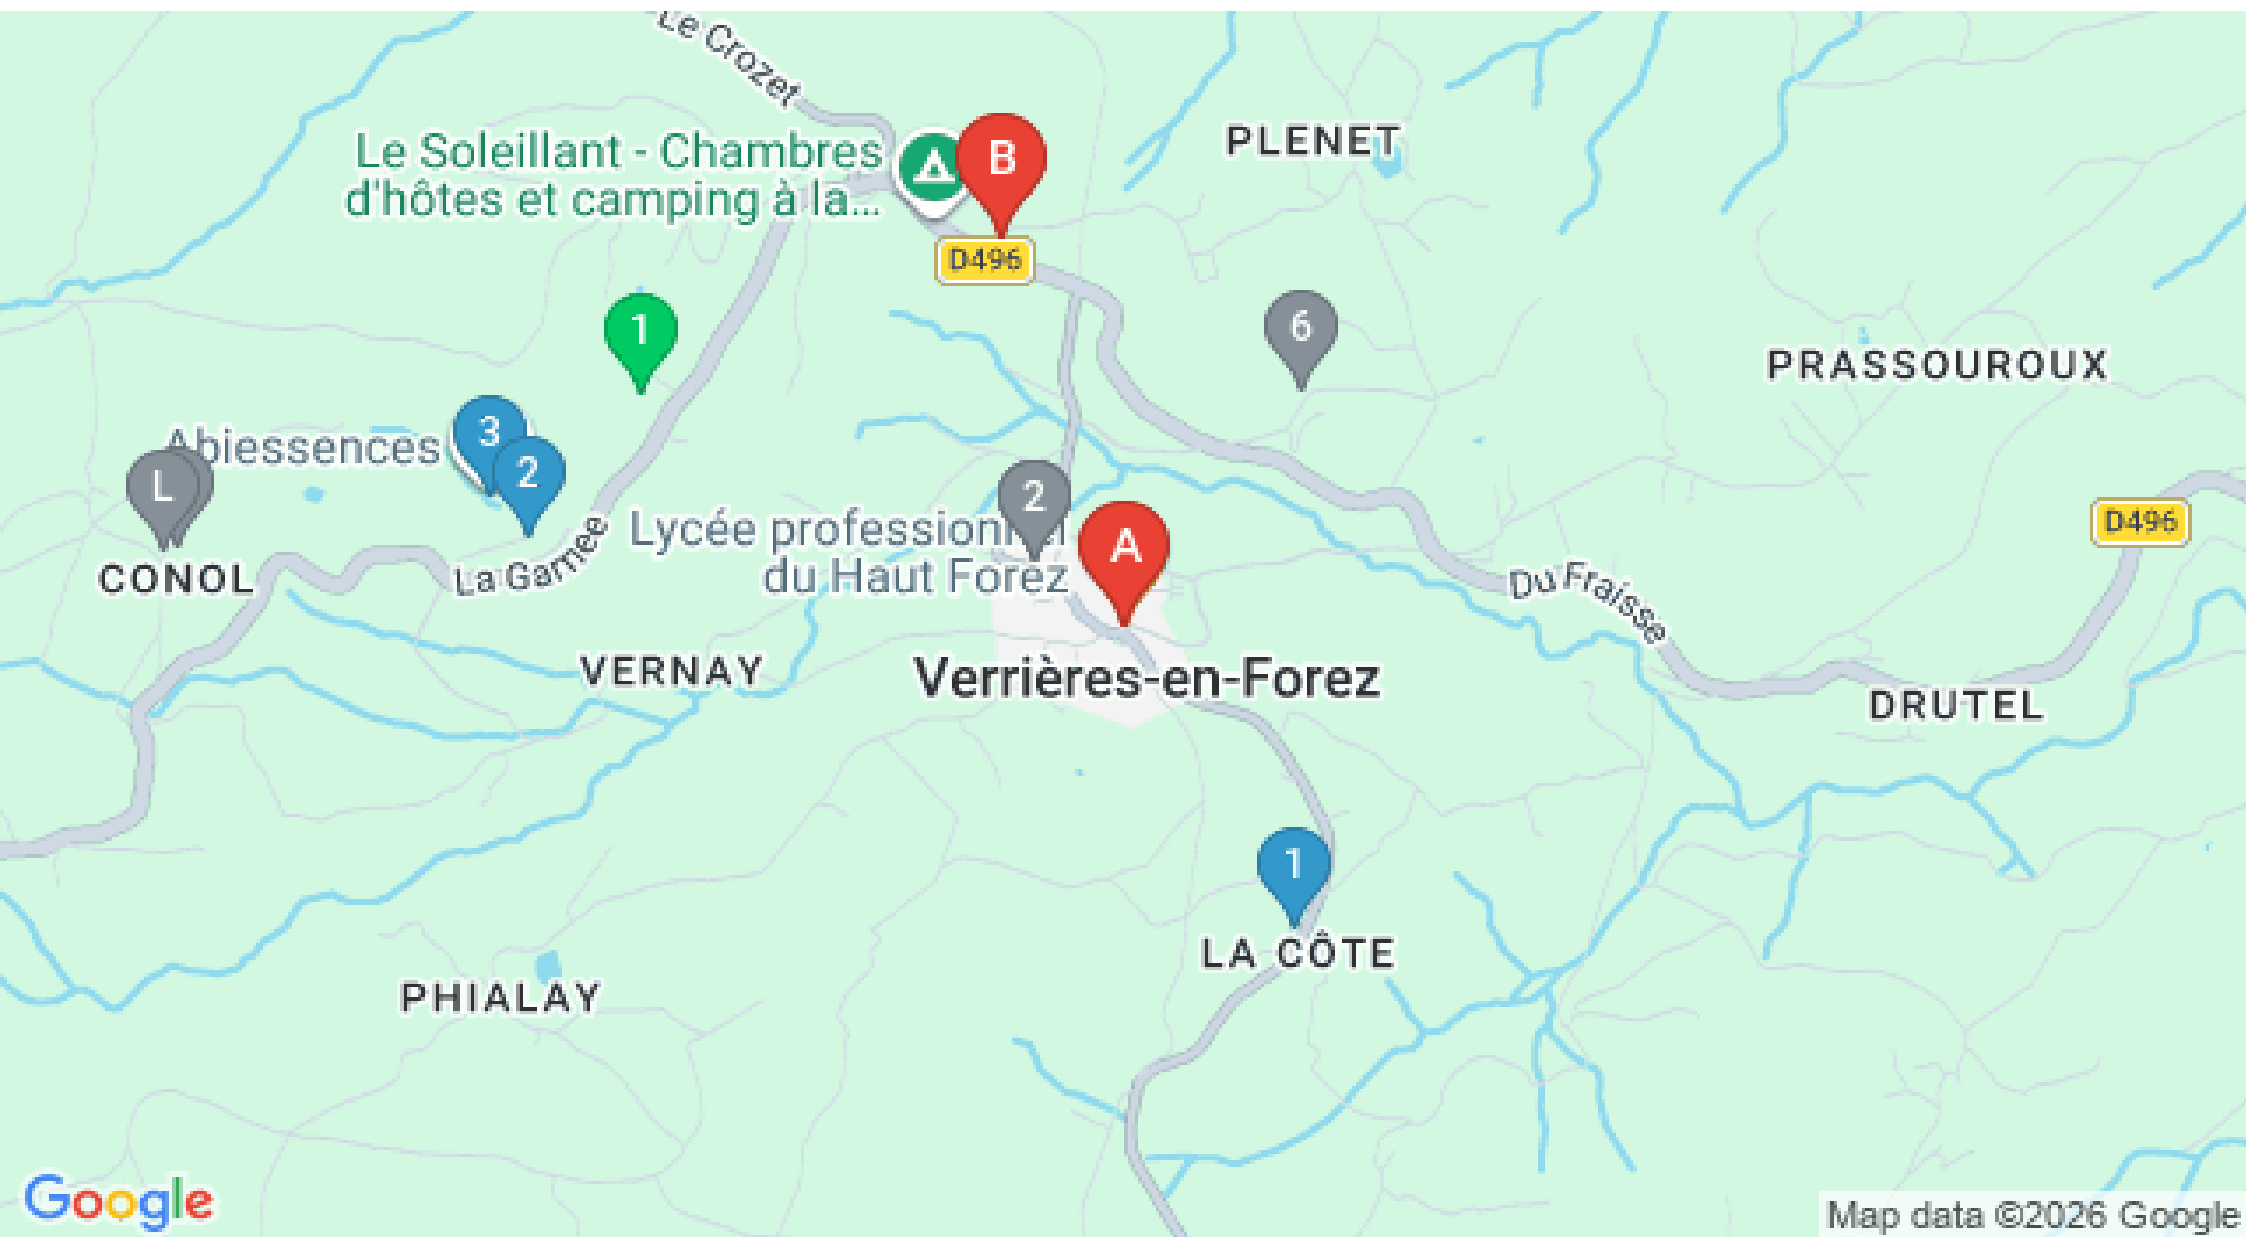 Le Crozet
Le Soleillant - Chambres
d'hôtes et camping à la...
B
PLENET
D496
1
6
PRASSOUROUX
3
Abiessences
2
L
2
Lycée professionnel
du Haut Forez
A
D496
CONOL
La Garnee
Du Fraisse
VERNAY
Verrières-en-Forez
DRUTEL
1
LA CÔTE
PHIALAY
Google
Map data ©2026 Google